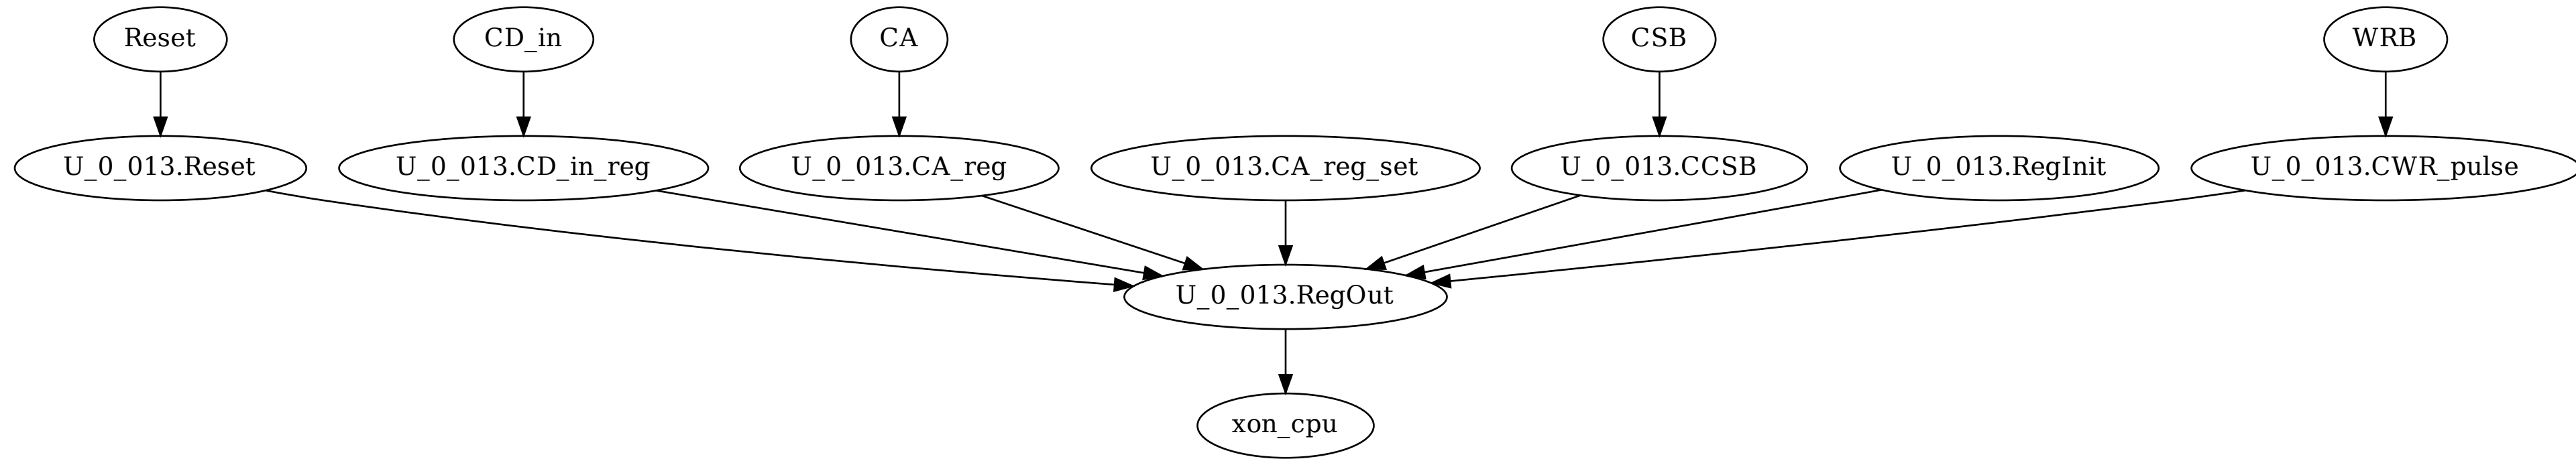 Reset
CD_in
CA
CSB
WRB
U_0_013.Reset
U_0_013.CD_in_reg
U_0_013.CA_reg
U_0_013.CA_reg_set
U_0_013.CCSB
U_0_013.RegInit
U_0_013.CWR_pulse
U_0_013.RegOut
xon_cpu